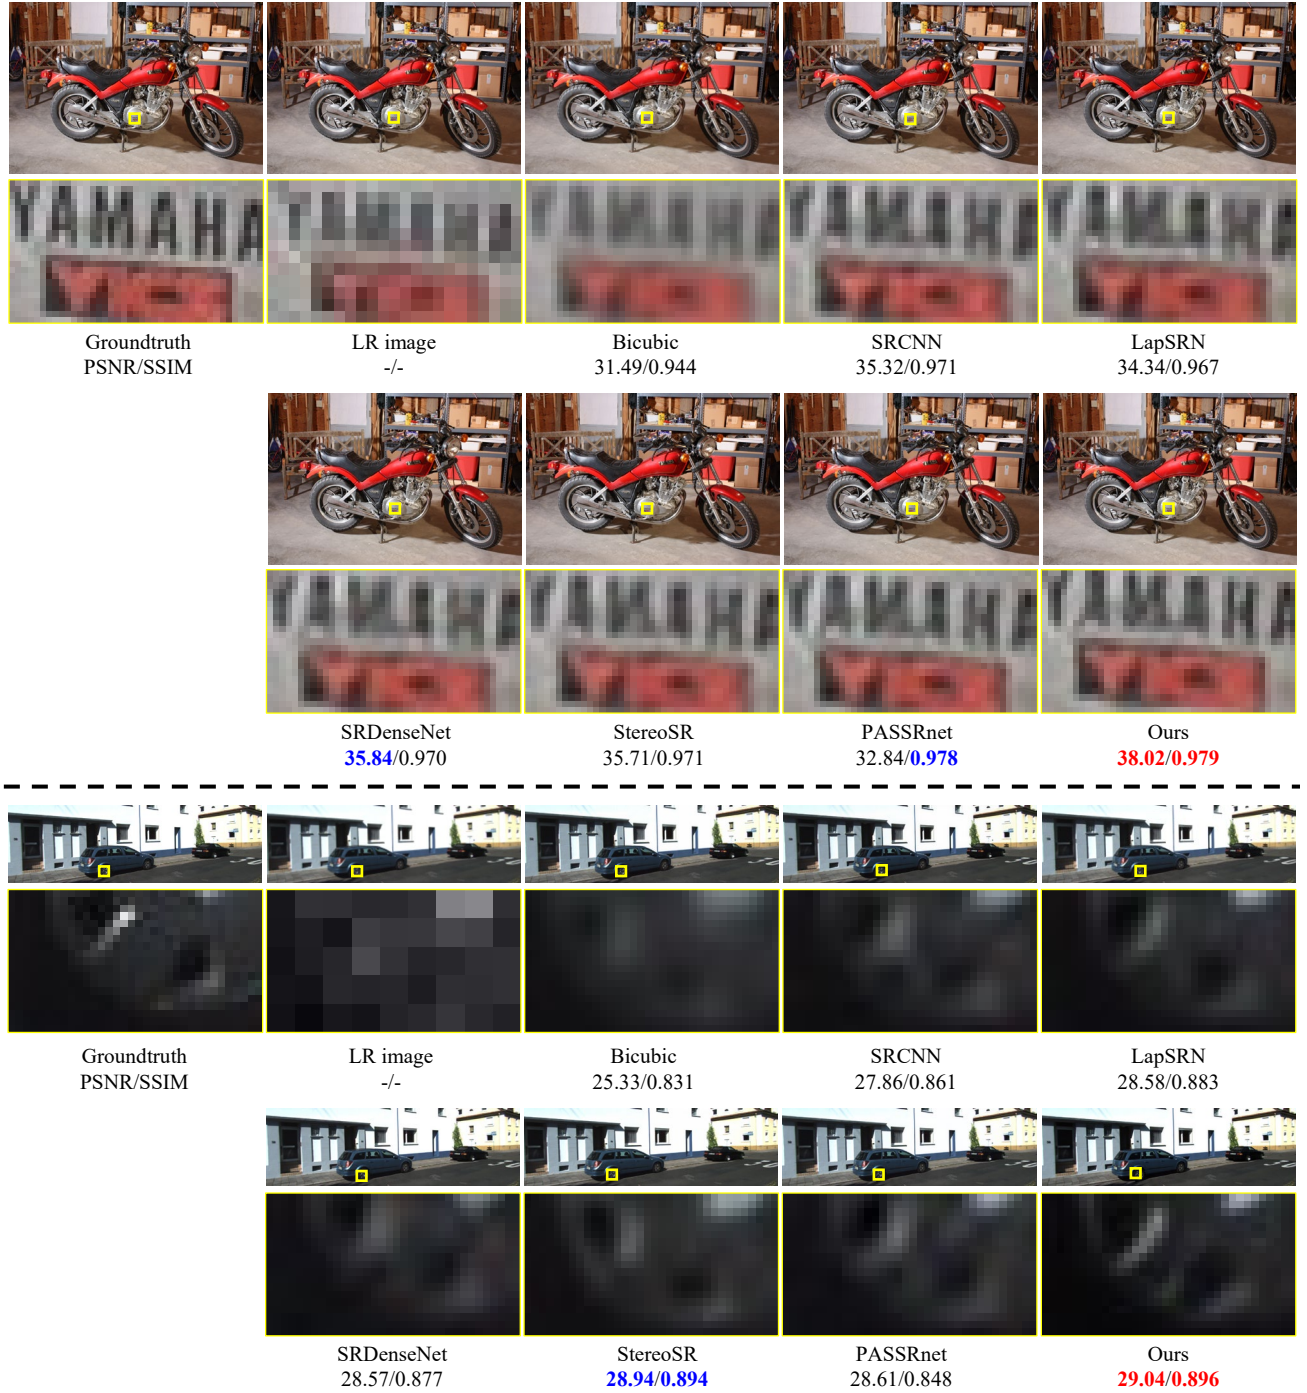 YAMAHA
Groundtruth LR image Bicubic SRCNN LapSRN
PSNR/SSIM -/- 31.49/0.944 35.32/0.971 34.34/0.967
YAMAHA
SRDenseNet StereoSR PASSRnet Ours
35.84/0.970 35.71/0.971 32.84/0.978 38.02/0.979
Groundtruth LR image Bicubic SRCNN LapSRN
PSNR/SSIM -/- 25.33/0.831 27.86/0.861 28.58/0.883
SRDenseNet StereoSR PASSRnet Ours
28.57/0.877 28.94/0.894 28.61/0.848 29.04/0.896